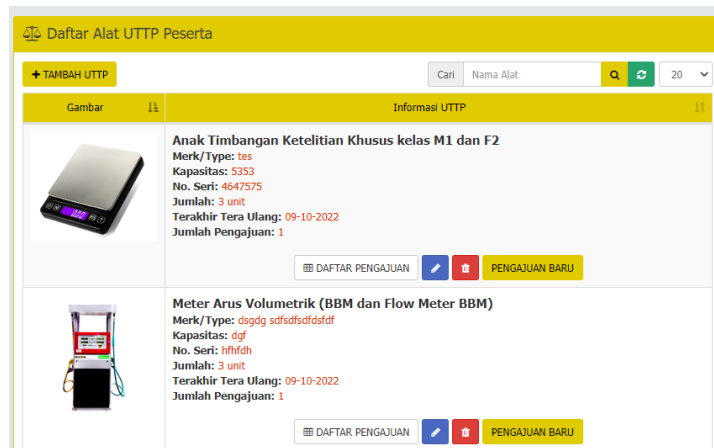 Daftar Alat UTTP Peserta
+ TAMBAH UTTP
Cari Nama Alat 20
Gambar Informasi UTTP
Anak Timbangan Ketelitian Khusus kelas M1 dan F2
Merk/Type: tes
Kapasitas: 5353
No. Seri: 4647575
Jumlah: 3 unit
Terakhir Tera Ulang: 09-10-2022
Jumlah Pengajuan: 1
DAFTAR PENGAJUAN PENGAJUAN BARU
Meter Arus Volumetrik (BBM dan Flow Meter BBM)
Merk/Type: dsgdg sdfsdfsdfdsfdf
Kapasitas: dgf
No. Seri: hfhfdh
Jumlah: 3 unit
Terakhir Tera Ulang: 09-10-2022
Jumlah Pengajuan: 1
DAFTAR PENGAJUAN PENGAJUAN BARU